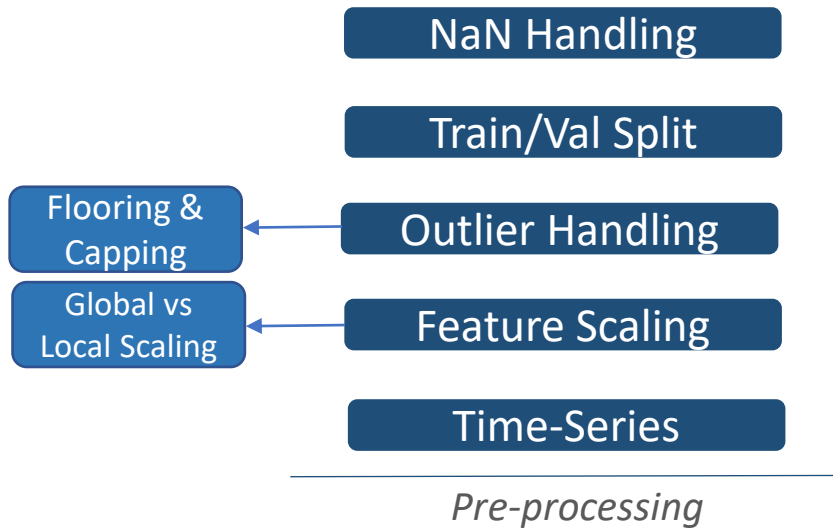 NaN Handling
Train/Val Split
Flooring &
Capping
Outlier Handling
Global vs
Local Scaling
Feature Scaling
Time-Series
Pre-processing